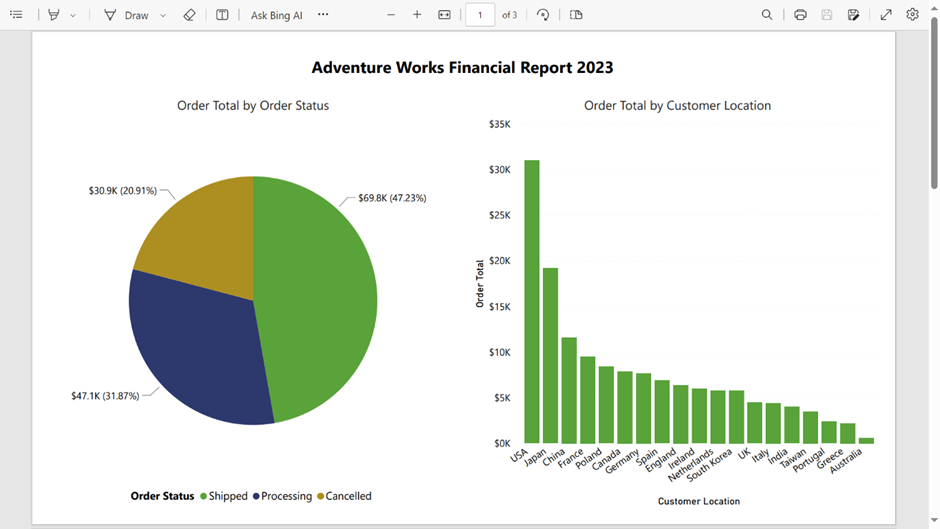 Draw
Ask Bing AI
1 of 3
Adventure Works Financial Report 2023
Order Total by Order Status
$30.9K (20.91%)
$69.8K (47.23%)
$47.1K (31.87%)
Order Status Shipped Processing Cancelled
Order Total by Customer Location
$35K
$30K
$25K
$20K
$15K
$10K
$5K
$0K
Order Total
USA
Japan
China
France
Poland
Canada
Germany
Spain
England
Ireland
Netherlands
South Korea
UK
Italy
India
Taiwan
Portugal
Greece
Australia
Customer Location